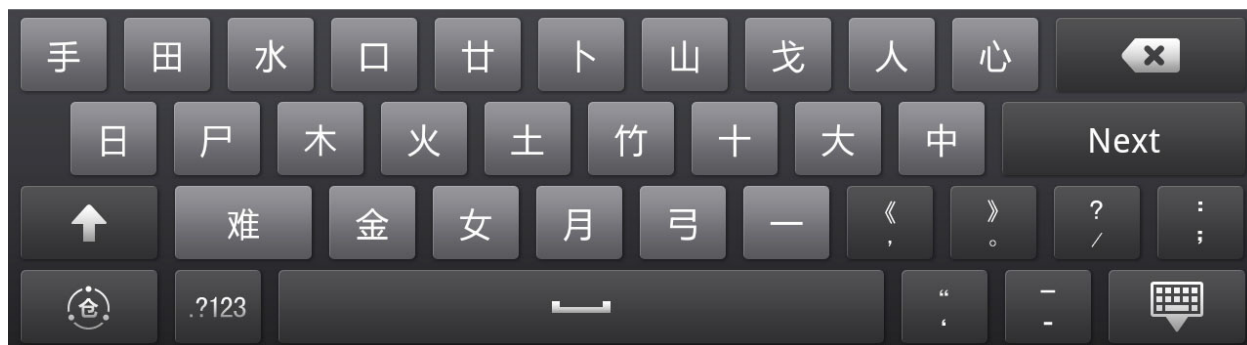 手 田 水 口 廿 卜 山 戈 人 心
日 尸 木 火 土 竹 十 大 中 Next
难 金 女 月 弓 一 《 , 》 。 ? / : ;
仓 .?123 “ ‘ — -